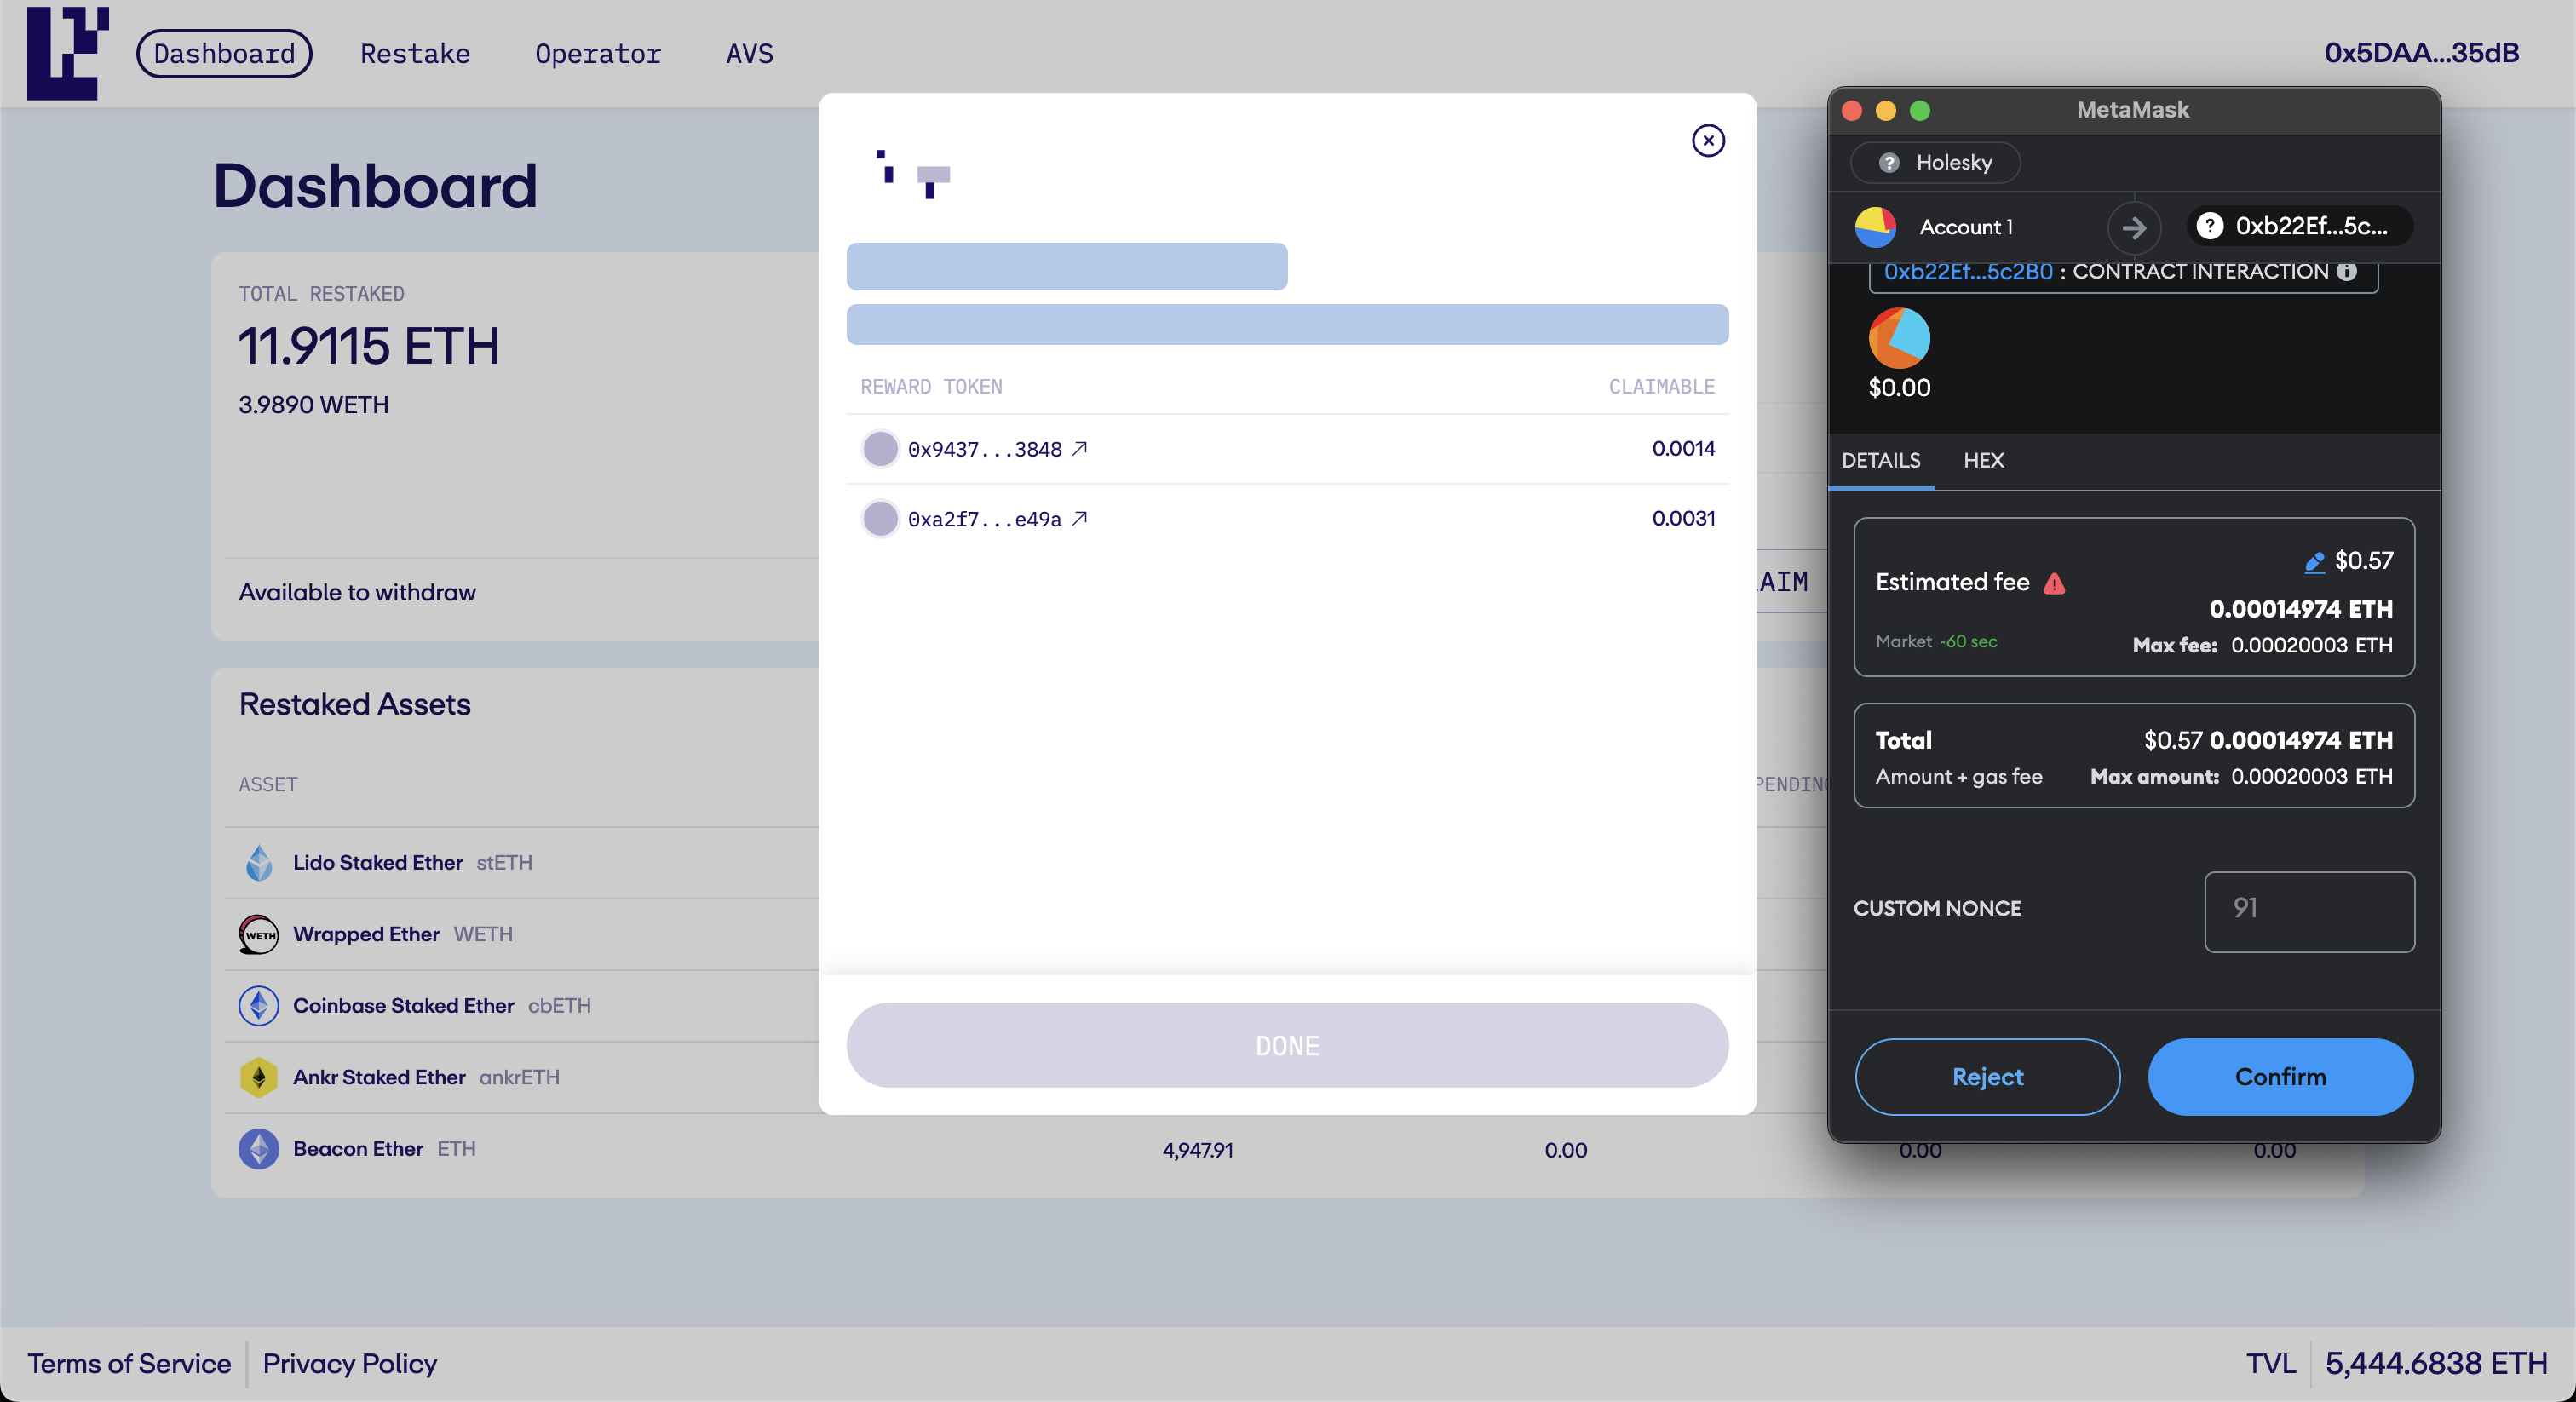 Dashboard
Restake
Operator
AVS
0x5DAA...35dB
Dashboard
TOTAL RESTAKED
11.9115 ETH
3.9890 WETH
Available to withdraw
Restaked Assets
ASSET
PENDING
Lido Staked Ether stETH
WETH
Wrapped Ether WETH
Coinbase Staked Ether cbETH
Ankr Staked Ether ankrETH
Beacon Ether ETH
4,947.91
0.00
0.00
0.00
REWARD TOKEN
CLAIMABLE
0x9437...3848
0.0014
0xa2f7...e49a
0.0031
DONE
AIM
MetaMask
Holesky
Account 1
0xb22Ef...5c...
0xb22Ef...5c2B0 : CONTRACT INTERACTION
$0.00
DETAILS
HEX
Estimated fee
$0.57
0.00014974 ETH
Market ~60 sec
Max fee: 0.00020003 ETH
Total
$0.57 0.00014974 ETH
Amount + gas fee
Max amount: 0.00020003 ETH
CUSTOM NONCE
91
Reject
Confirm
Terms of Service
Privacy Policy
TVL
5,444.6838 ETH